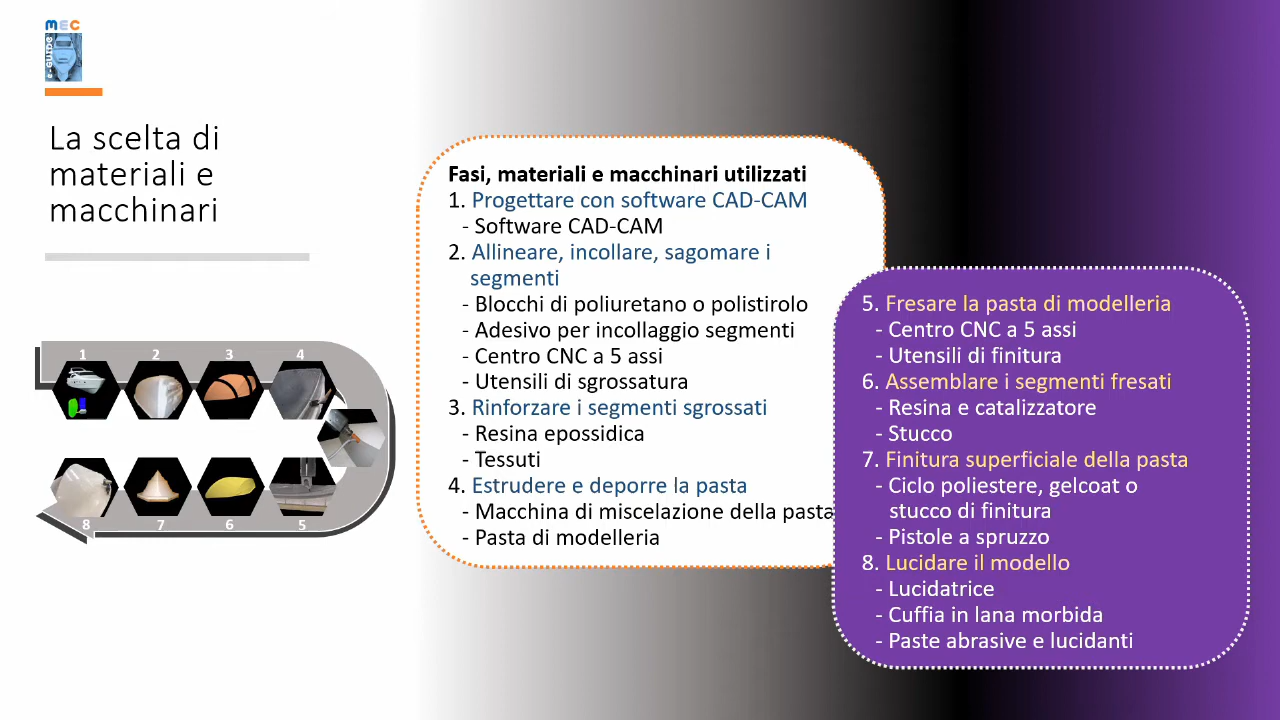 MEC
e-GUIDE
La scelta di
materiali e
macchinari
1 2 3 4
8 7 6 5
Fasi, materiali e macchinari utilizzati
1. Progettare con software CAD-CAM
- Software CAD-CAM
2. Allineare, incollare, sagomare i
segmenti
- Blocchi di poliuretano o polistirolo
- Adesivo per incollaggio segmenti
- Centro CNC a 5 assi
- Utensili di sgrossatura
3. Rinforzare i segmenti sgrossati
- Resina epossidica
- Tessuti
4. Estrudere e deporre la pasta
- Macchina di miscelazione della pasta
- Pasta di modelleria
5. Fresare la pasta di modelleria
- Centro CNC a 5 assi
- Utensili di finitura
6. Assemblare i segmenti fresati
- Resina e catalizzatore
- Stucco
7. Finitura superficiale della pasta
- Ciclo poliestere, gelcoat o
stucco di finitura
- Pistole a spruzzo
8. Lucidare il modello
- Lucidatrice
- Cuffia in lana morbida
- Paste abrasive e lucidanti